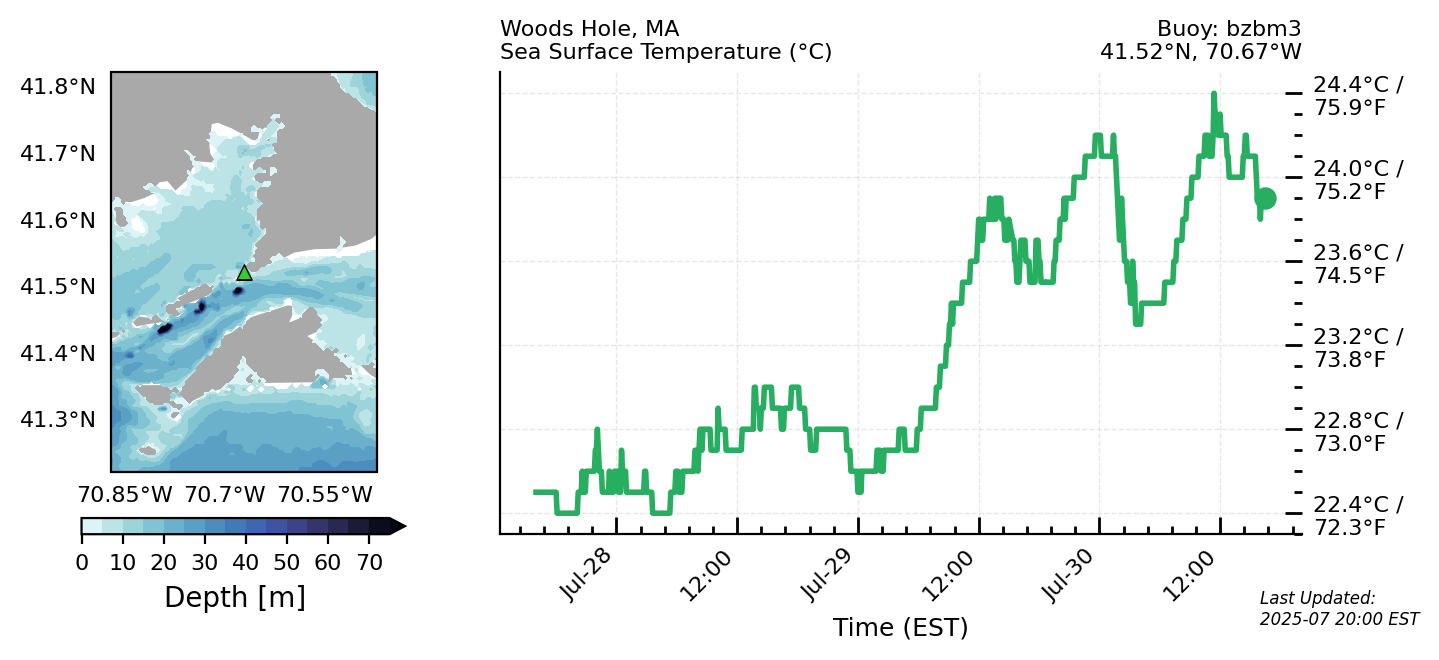 Woods Hole, MA
Sea Surface Temperature (°C)
Buoy: bzbm3
41.52°N, 70.67°W
41.8°N
41.7°N
41.6°N
41.5°N
41.4°N
41.3°N
70.85°W 70.7°W 70.55°W
0 10 20 30 40 50 60 70
Depth [m]
24.4°C /
75.9°F
24.0°C /
75.2°F
23.6°C /
74.5°F
23.2°C /
73.8°F
22.8°C /
73.0°F
22.4°C /
72.3°F
Jul-28
12:00
Jul-29
12:00
Jul-30
12:00
Time (EST)
Last Updated:
2025-07 20:00 EST